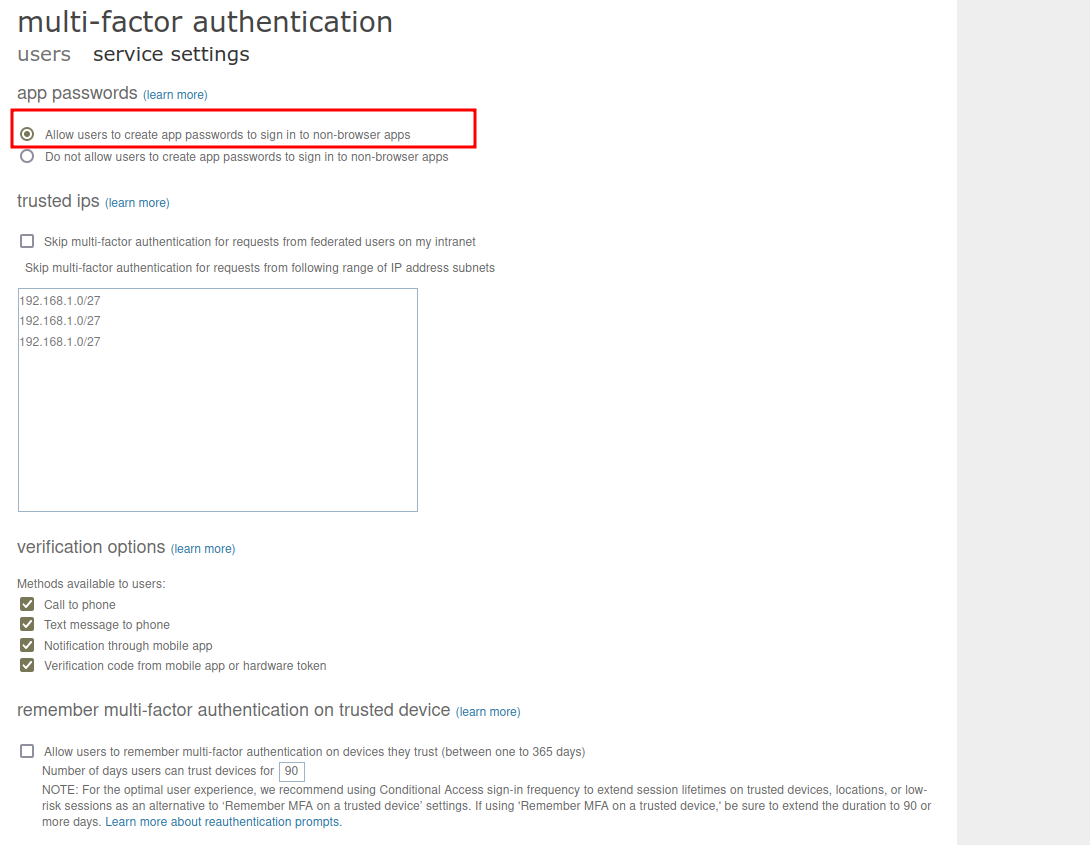 multi-factor authentication
users service settings
app passwords (learn more)
Allow users to create app passwords to sign in to non-browser apps
Do not allow users to create app passwords to sign in to non-browser apps
trusted ips (learn more)
Skip multi-factor authentication for requests from federated users on my intranet
Skip multi-factor authentication for requests from following range of IP address subnets
192.168.1.0/27
192.168.1.0/27
192.168.1.0/27
verification options (learn more)
Methods available to users:
Call to phone
Text message to phone
Notification through mobile app
Verification code from mobile app or hardware token
remember multi-factor authentication on trusted device (learn more)
Allow users to remember multi-factor authentication on devices they trust (between one to 365 days)
Number of days users can trust devices for 90
NOTE: For the optimal user experience, we recommend using Conditional Access sign-in frequency to extend session lifetimes on trusted devices, locations, or low-
risk sessions as an alternative to ‘Remember MFA on a trusted device’ settings. If using ‘Remember MFA on a trusted device,' be sure to extend the duration to 90 or
more days. Learn more about reauthentication prompts.